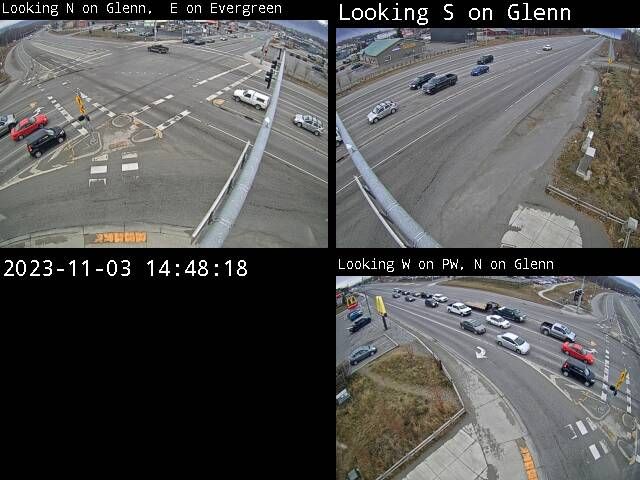 Looking N on Glenn,  E on Evergreen
Looking S on Glenn
2023-11-03 14:48:18
Looking W on PW, N on Glenn